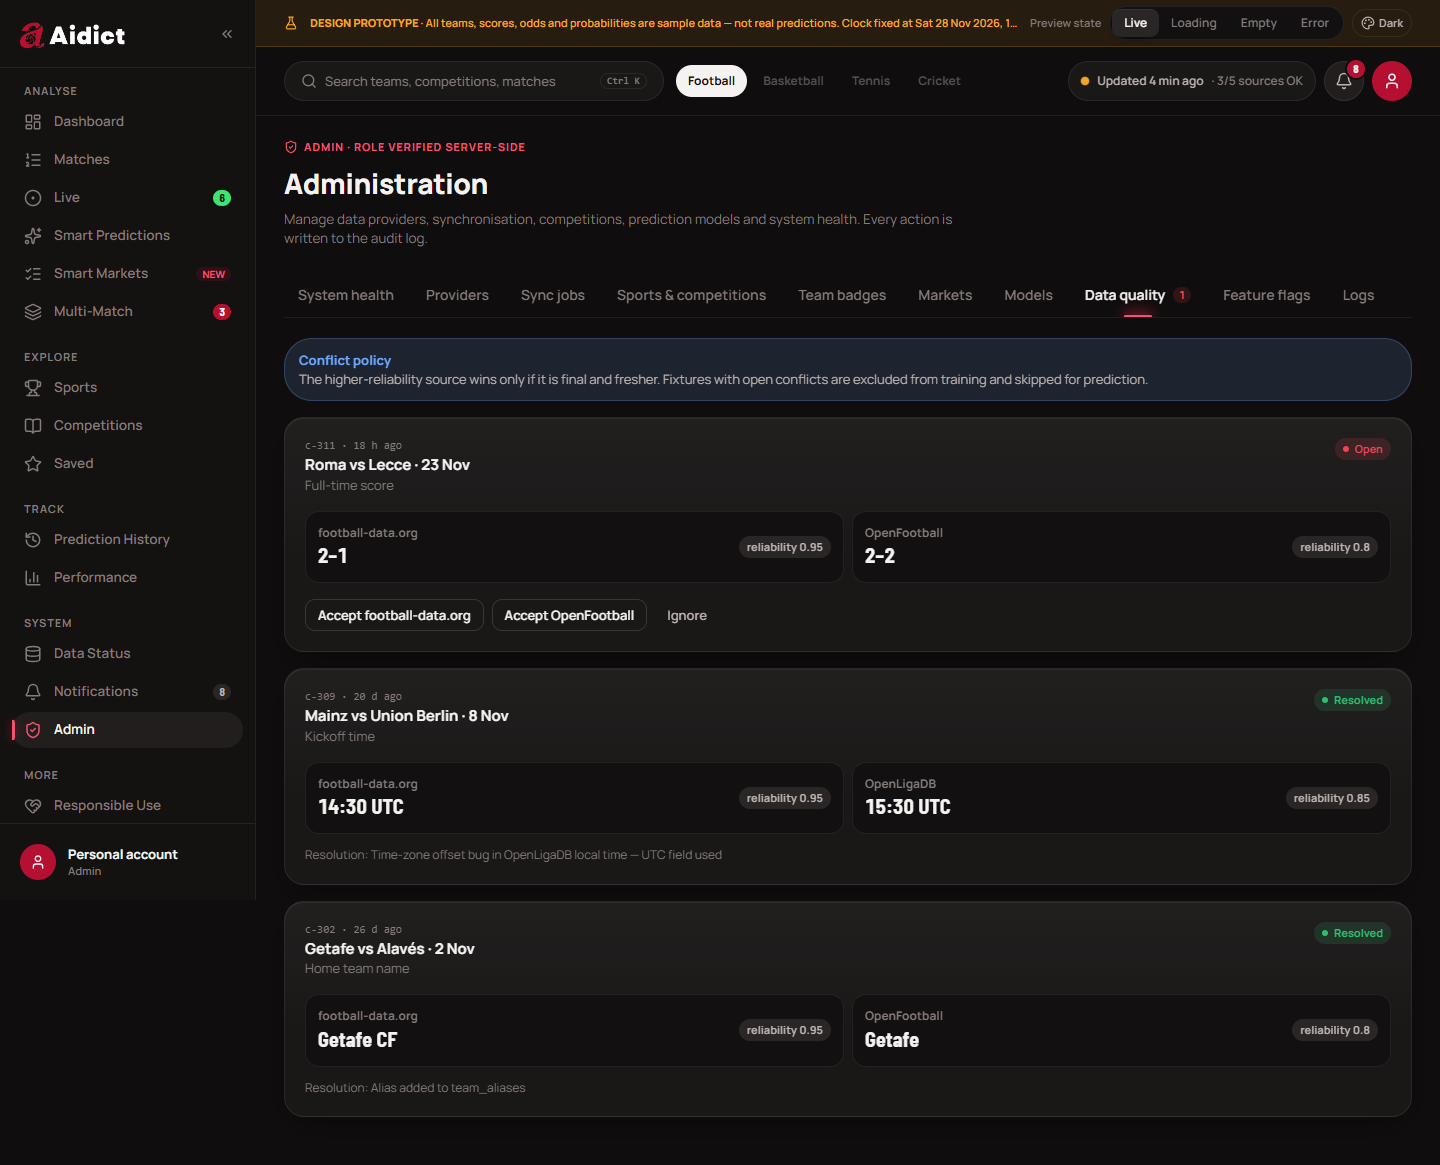 Aidict
DESIGN PROTOTYPE · All teams, scores, odds and probabilities are sample data — not real predictions. Clock fixed at Sat 28 Nov 2026, 1…
Preview state
Live
Loading
Empty
Error
Dark
Search teams, competitions, matches
Ctrl K
Football
Basketball
Tennis
Cricket
Updated 4 min ago · 3/5 sources OK
8
ANALYSE
Dashboard
Matches
Live
6
Smart Predictions
Smart Markets
NEW
Multi-Match
3
EXPLORE
Sports
Competitions
Saved
TRACK
Prediction History
Performance
SYSTEM
Data Status
Notifications
8
Admin
MORE
Responsible Use
Personal account
Admin
ADMIN · ROLE VERIFIED SERVER-SIDE
Administration
Manage data providers, synchronisation, competitions, prediction models and system health. Every action is
written to the audit log.
System health
Providers
Sync jobs
Sports & competitions
Team badges
Markets
Models
Data quality
1
Feature flags
Logs
Conflict policy
The higher-reliability source wins only if it is final and fresher. Fixtures with open conflicts are excluded from training and skipped for prediction.
c-311 · 18 h ago
Roma vs Lecce · 23 Nov
Full-time score
Open
football-data.org
2–1
reliability 0.95
OpenFootball
2–2
reliability 0.8
Accept football-data.org
Accept OpenFootball
Ignore
c-309 · 20 d ago
Mainz vs Union Berlin · 8 Nov
Kickoff time
Resolved
football-data.org
14:30 UTC
reliability 0.95
OpenLigaDB
15:30 UTC
reliability 0.85
Resolution: Time-zone offset bug in OpenLigaDB local time — UTC field used
c-302 · 26 d ago
Getafe vs Alavés · 2 Nov
Home team name
Resolved
football-data.org
Getafe CF
reliability 0.95
OpenFootball
Getafe
reliability 0.8
Resolution: Alias added to team_aliases